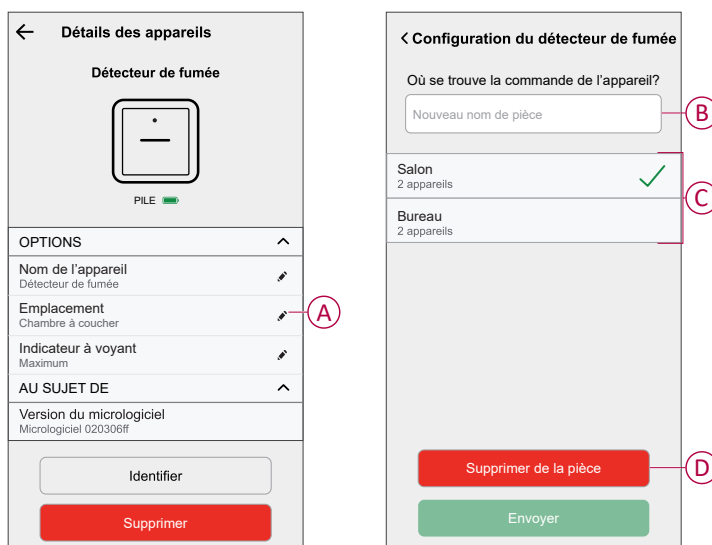 Détails des appareils
Détecteur de fumée
PILE
OPTIONS
Nom de l'appareil
Détecteur de fumée
Emplacement
Chambre à coucher
A
Indicateur à voyant
Maximum
AU SUJET DE
Version du micrologiciel
Micrologiciel 020306ff
Identifier
Supprimer
Configuration du détecteur de fumée
Où se trouve la commande de l'appareil?
Nouveau nom de pièce
B
Salon
2 appareils
C
Bureau
2 appareils
Supprimer de la pièce
D
Envoyer